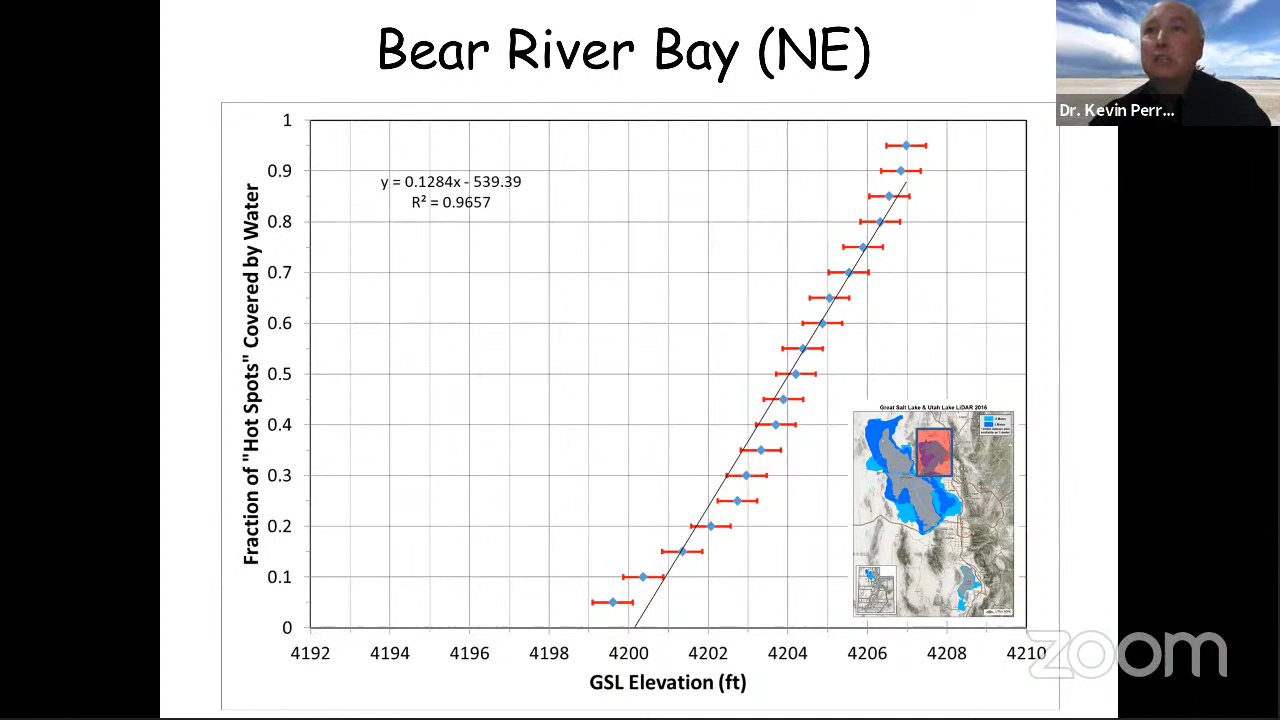 Bear River Bay (NE)
Dr. Kevin Perr...
y = 0.1284x - 539.39
R² = 0.9657
Fraction of "Hot Spots" Covered by Water
1
0.9
0.8
0.7
0.6
0.5
0.4
0.3
0.2
0.1
0
4192 4194 4196 4198 4200 4202 4204 4206 4208 4210
GSL Elevation (ft)
Great Salt Lake & Utah Lake LiDAR 2016
zoom